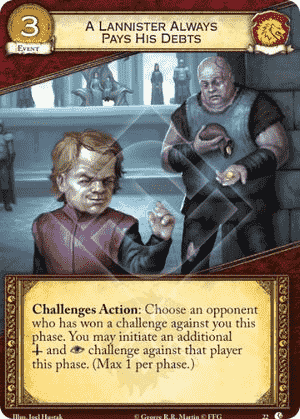 3
A Lannister Always
Pays His Debts
Event
Challenges Action: Choose an opponent
who has won a challenge against you this
phase. You may initiate an additional
and challenge against that player
this phase. (Max 1 per phase.)
Illus. Joel Hustak
© George R.R. Martin © FFG
22